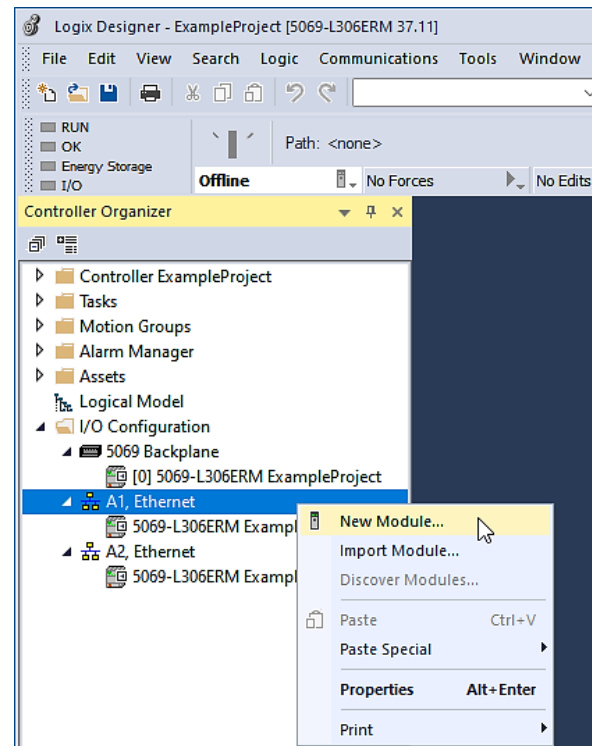 Logix Designer - ExampleProject [5069-L306ERM 37.11]
File Edit View Search Logic Communications Tools Window
RUN
OK
Energy Storage
I/O
Path: <none>
Offline No Forces No Edits
Controller Organizer
Controller ExampleProject
Tasks
Motion Groups
Alarm Manager
Assets
Logical Model
I/O Configuration
5069 Backplane
[0] 5069-L306ERM ExampleProject
A1, Ethernet
5069-L306ERM Exampl
A2, Ethernet
5069-L306ERM Exampl
New Module...
Import Module...
Discover Modules...
Paste Ctrl+V
Paste Special
Properties Alt+Enter
Print